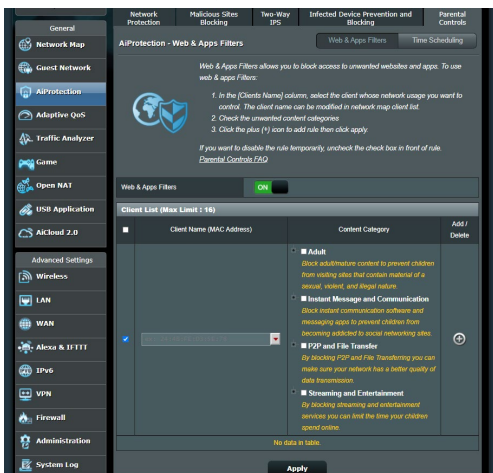 Network Protection
Malicious Sites Blocking
Two-Way IPS
Infected Device Prevention and Blocking
Parental Controls
General
Network Map
Guest Network
AiProtection
Adaptive QoS
Traffic Analyzer
Game
Open NAT
USB Application
AiCloud 2.0
Advanced Settings
Wireless
LAN
WAN
Alexa & IFTTT
IPv6
VPN
Firewall
Administration
System Log
AiProtection - Web & Apps Filters
Web & Apps Filters
Time Scheduling
Web & Apps Filters allows you to block access to unwanted websites and apps. To use
web & apps Filters:
1. In the [Clients Name] column, select the client whose network usage you want to
control. The client name can be modified in network map client list.
2. Check the unwanted content categories
3. Click the plus (+) icon to add rule then click apply.
If you want to disable the rule temporarily, uncheck the check box in front of rule.
Parental Controls FAQ
Web & Apps Filters
ON
Client List (Max Limit : 16)
Client Name (MAC Address)
Content Category
Add /
Delete
Adult
Block adult/mature content to prevent children
from visiting sites that contain material of a
sexual, violent, and illegal nature.
Instant Message and Communication
Block instant communication software and
messaging apps to prevent children from
becoming addicted to social networking sites.
P2P and File Transfer
By blocking P2P and File Transferring you can
make sure your network has a better quality of
data transmission.
Streaming and Entertainment
By blocking streaming and entertainment
services you can limit the time your children
spend online.
No data in table.
Apply